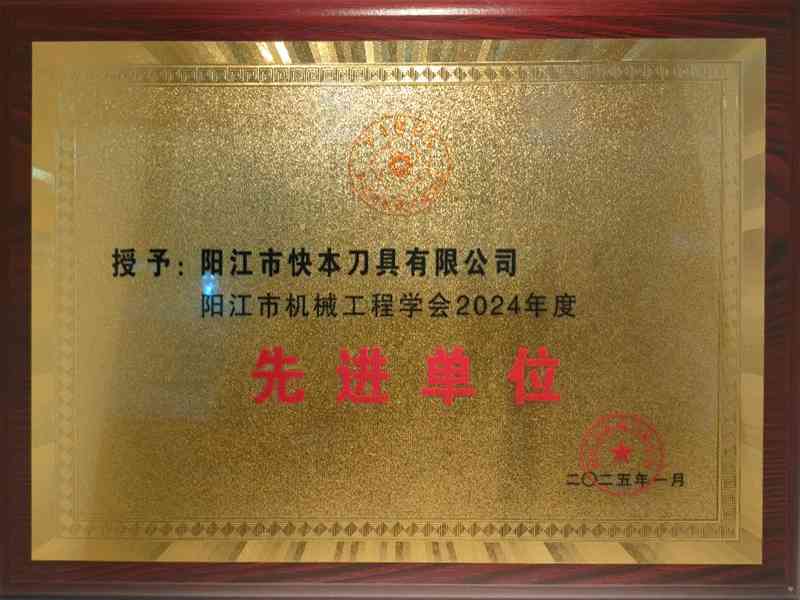 授予：阳江市快本刀具有限公司
阳江市机械工程学会2024年度
先进单位
二〇二五年一月